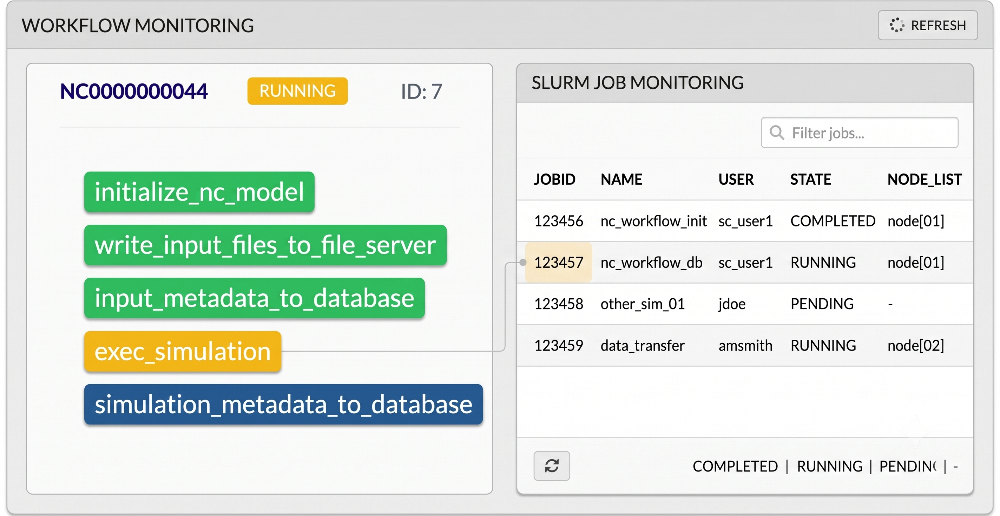 WORKFLOW MONITORING
REFRESH
NC0000000044 RUNNING ID: 7
initialize_nc_model
write_input_files_to_file_server
input_metadata_to_database
exec_simulation
simulation_metadata_to_database
SLURM JOB MONITORING
Filter jobs...
JOBID NAME USER STATE NODE_LIST
123456 nc_workflow_init sc_user1 COMPLETED node[01]
123457 nc_workflow_db sc_user1 RUNNING node[01]
123458 other_sim_01 jdoe PENDING -
123459 data_transfer amsmith RUNNING node[02]
COMPLETED | RUNNING | PENDIN( | -